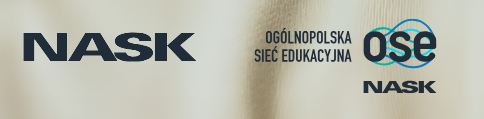 NASK
OGÓLNOPOLSKA
SIEĆ EDUKACYJNA
ose
NASK